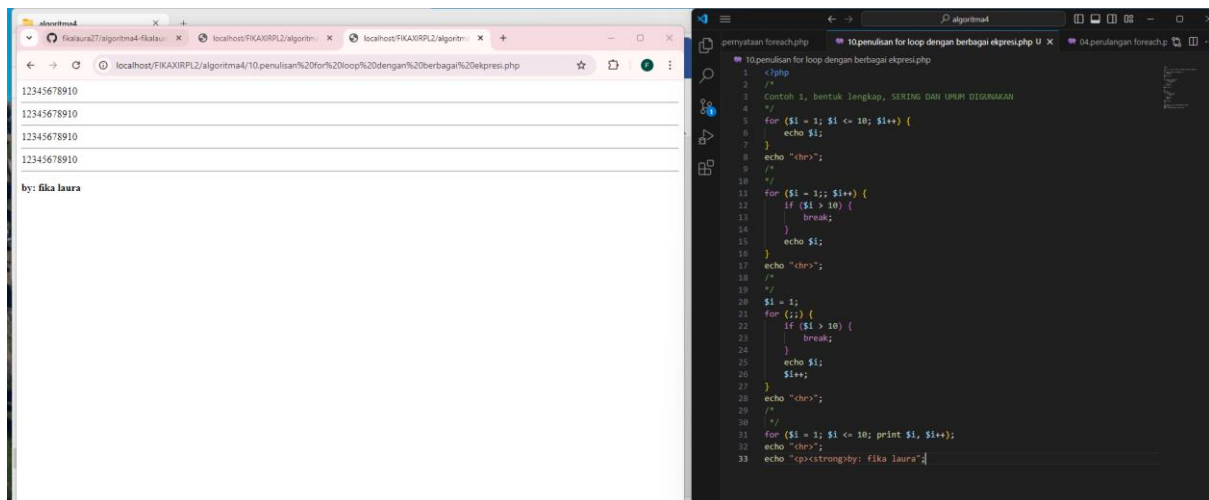 algoritma4
fikalaura27/algoritma4-fikalau
localhost/FIKAXIRPL2/algoritm
localhost/FIKAXIRPL2/algoritm
localhost/FIKAXIRPL2/algoritma4/10.penulisan%20for%20loop%20dengan%20berbagai%20ekpresi.php
12345678910
12345678910
12345678910
12345678910
by: fika laura
algoritma4
pernyataan foreach.php
10.penulisan for loop dengan berbagai ekpresi.php U
04.perulangan foreach.p
10.penulisan for loop dengan berbagai ekpresi.php
1 <?php
2 /*
3 Contoh 1, bentuk lengkap, SERING DAN UMUM DIGUNAKAN
4 */
5 for ($i = 1; $i <= 10; $i++) {
6 echo $i;
7 }
8 echo "<hr>";
9 /*
10 */
11 for ($i = 1;; $i++) {
12 if ($i > 10) {
13 break;
14 }
15 echo $i;
16 }
17 echo "<hr>";
18 /*
19 */
20 $i = 1;
21 for (;;) {
22 if ($i > 10) {
23 break;
24 }
25 echo $i;
26 $i++;
27 }
28 echo "<hr>";
29 /*
30 */
31 for ($i = 1; $i <= 10; print $i, $i++);
32 echo "<hr>";
33 echo "<p><strong>by: fika laura";